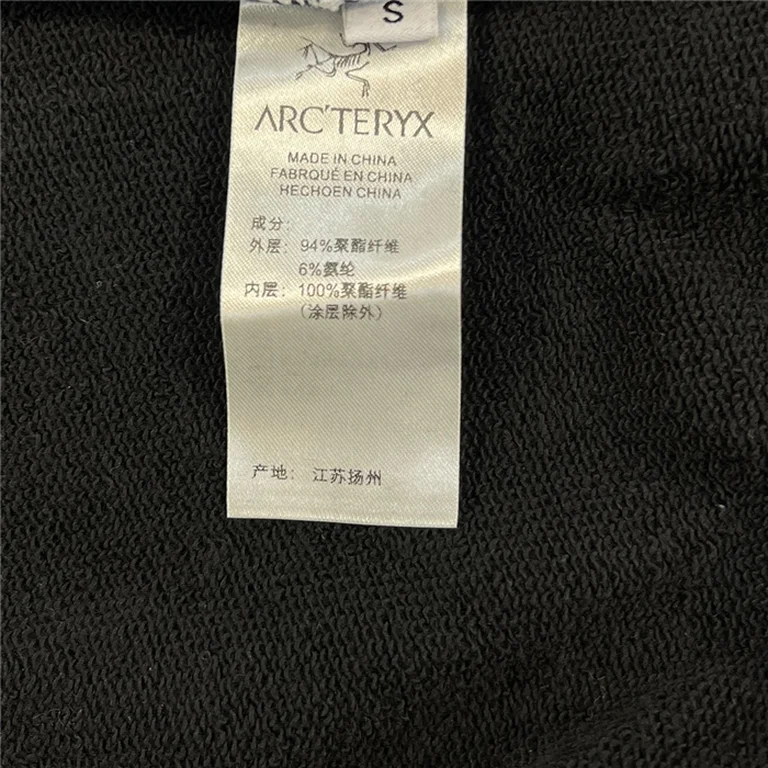 S
ARC'TERYX
MADE IN CHINA
FABRQUÉ EN CHINA
HECHOEN CHINA
成分:
外层: 94%聚酯纤维
6%氨纶
内层: 100%聚酯纤维
(涂层除外)
产地: 江苏扬州